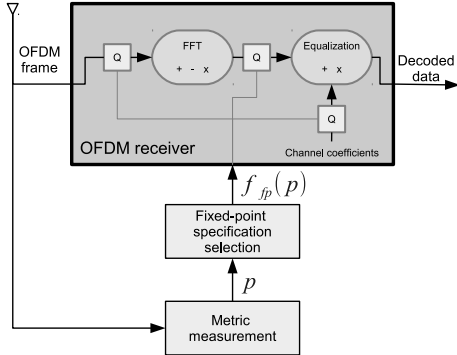 OFDM
frame
Q
FFT
+ - x
Q
Equalization
+ x
Decoded
data
Q
Channel coefficients
OFDM receiver
f_fp(p)
Fixed-point
specification
selection
p
Metric
measurement